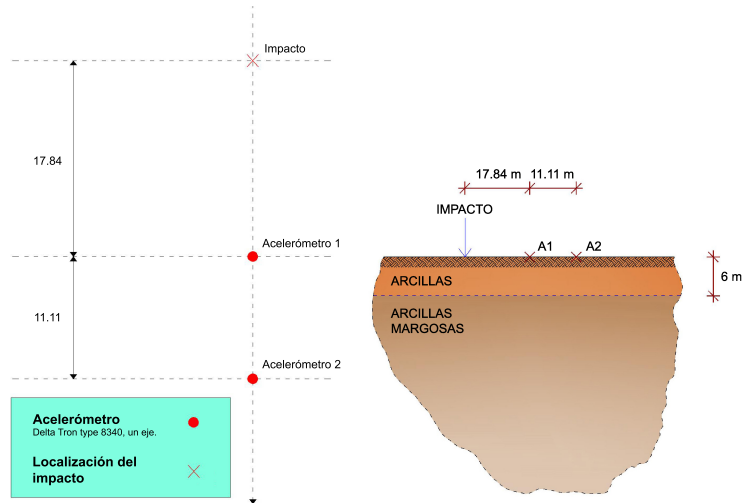 Impacto
17.84
Acelerómetro 1
11.11
Acelerómetro 2
Acelerómetro
Delta Tron type 8340, un eje.
Localización del
impacto
17.84 m 11.11 m
IMPACTO
A1 A2
ARCILLAS
6 m
ARCILLAS
MARGOSAS